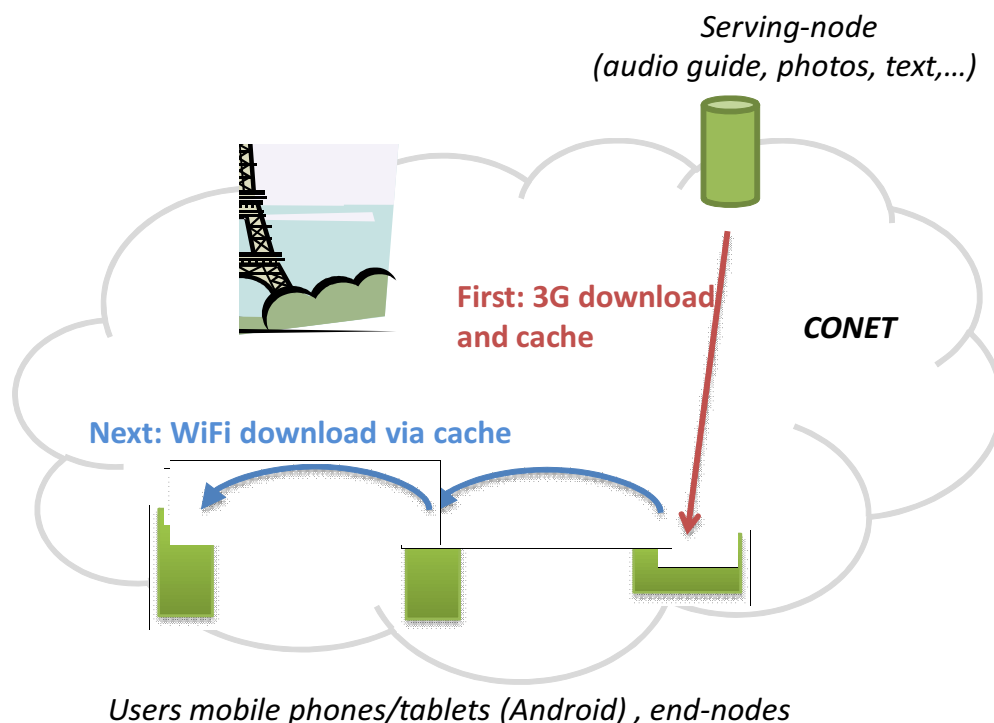 Serving-node
(audio guide, photos, text,...)
First: 3G download
and cache
CONET
Next: WiFi download via cache
Users mobile phones/tablets (Android) , end-nodes